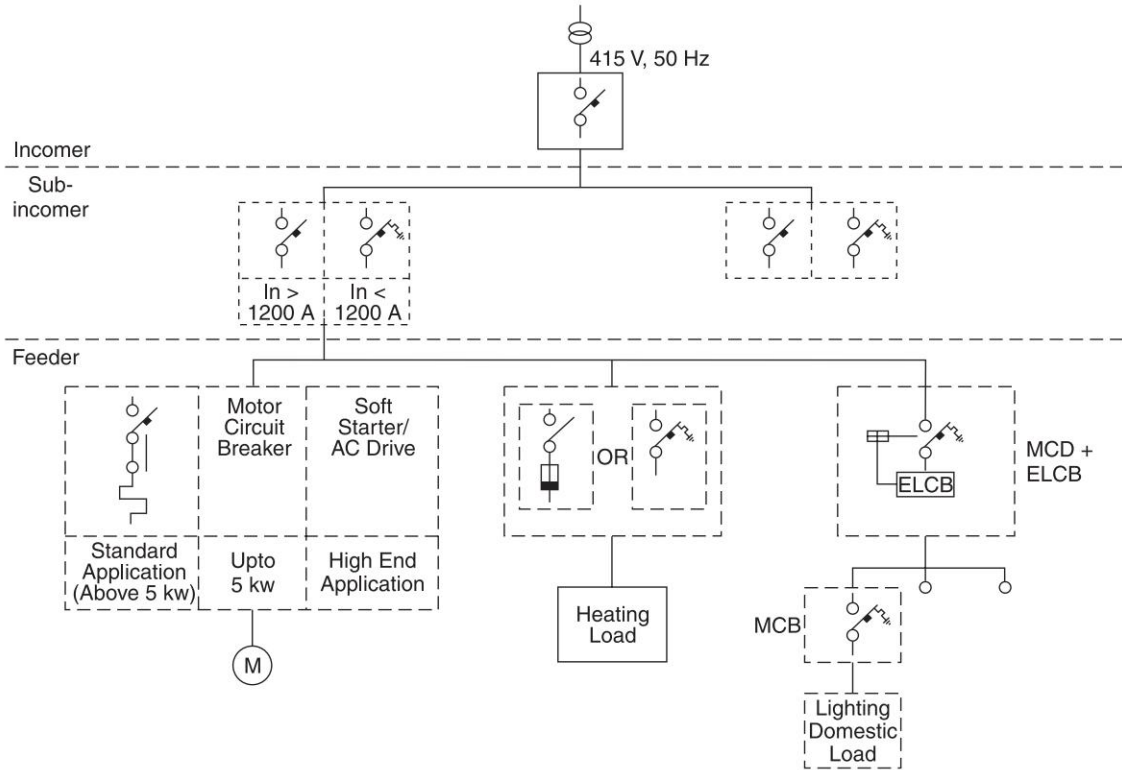 415 V, 50 Hz
Incomer
Sub-
incomer
In >
1200 A
In <
1200 A
Feeder
Motor
Circuit
Breaker
Soft
Starter/
AC Drive
OR
ELCB
MCD +
ELCB
Standard
Application
(Above 5 kw)
Upto
5 kw
High End
Application
M
Heating
Load
MCB
Lighting
Domestic
Load